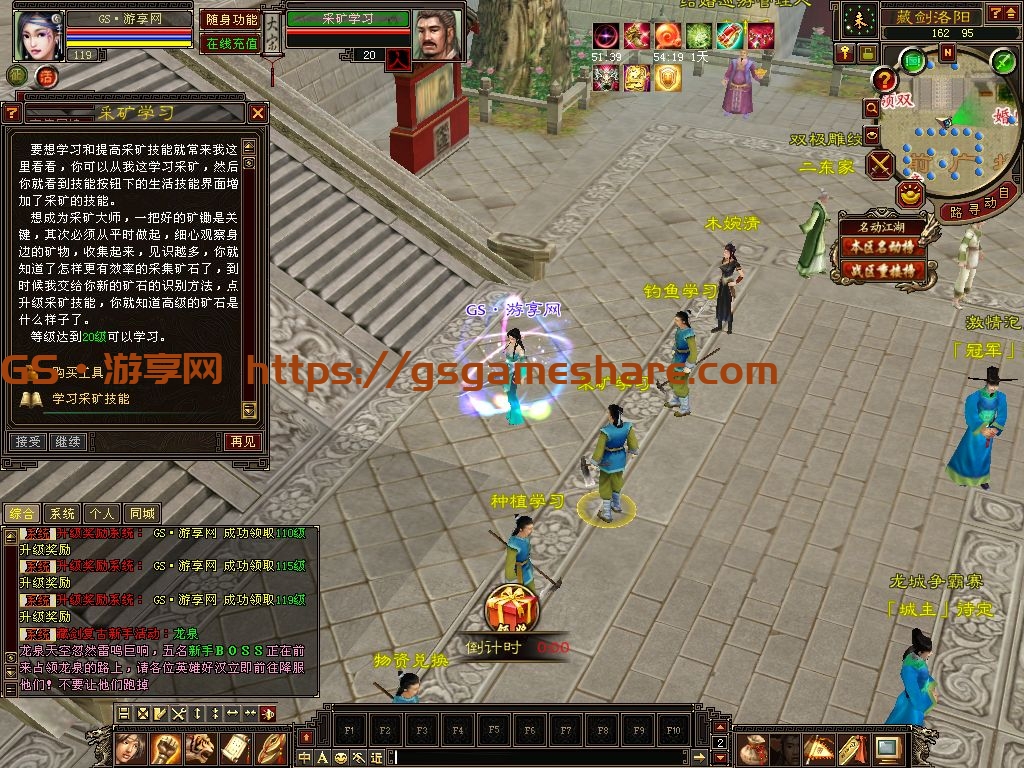 GS·游享网
119
随身功能
在线充值
采矿学习
20
人
51:39
54:19
1天
未
藏剑洛阳
162 95
N
自动寻路
名动江湖
本区名动榜
双极雕纹
二东家
木婉清
钓鱼学习
GS·游享网
采矿学习
种植学习
物资兑换
倒计时 0:00
「冠军」
龙城争霸赛
「城主」待定
采矿学习
要想学习和提高采矿技能就常来我这
里看看，你可以从我这学习采矿，然后
你就看到技能按钮下的生活技能界面增
加了采矿的技能。
想成为采矿大师，一把好的矿锄是关
键，其次必须从平时做起，细心观察身
边的矿物，收集起来，见识越多，你就
知道了怎样更有效率的采集矿石了，到
时候我交给你新的矿石的识别方法，点
升级采矿技能，你就知道高级的矿石是
什么样子了。
等级达到20级可以学习。
购买工具
学习采矿技能
接受 继续 再见
GS·游享网 https://gsgameshare.com
综合 系统 个人 同城
系统 升级奖励系统：GS·游享网 成功领取110级
升级奖励
系统 升级奖励系统：GS·游享网 成功领取115级
升级奖励
系统 升级奖励系统：GS·游享网 成功领取119级
升级奖励
系统 藏剑复古新手活动：龙泉
龙泉天空忽然雷鸣巨响，五名新手ＢＯＳＳ正在前
来占领龙泉的路上，请各位英雄好汉立即前往降服
他们！不要让他们跑掉
F1 F2 F3 F4 F5 F6 F7 F8 F9 F10
2
中 A 近